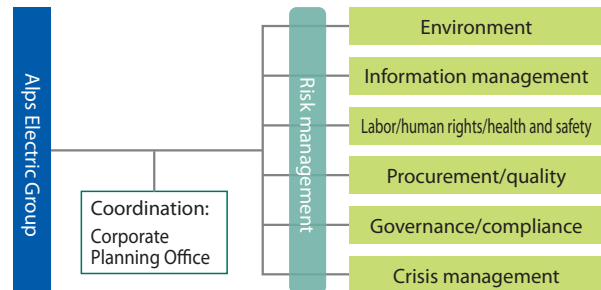 Alps Electric Group
Coordination:
Corporate
Planning Office
Risk management
Environment
Information management
Labor/human rights/health and safety
Procurement/quality
Governance/compliance
Crisis management